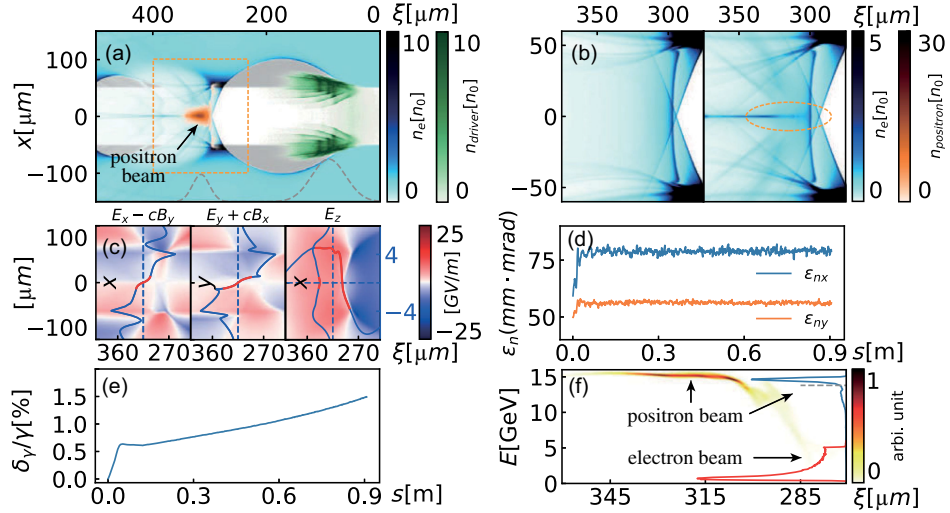 300 200 100 0 ξ[μm]
(a)
x[μm]
100
0
−100
positron
beam
10
0
n_e[n_0]
10
0
n_driver[n_0]
350 280 350 280 ξ[μm]
(b)
50
0
−50
5
0
n_e[n_0]
30
0
n_positron[n_0]
E_x − cB_y E_y + cB_x E_z
(c)
[μm]
100
0
−100
x y x
4
−4
25
−25
[GV/m]
360 270 360 270 360 270 ξ[μm]
(d)
ε_n(mm · mrad)
75
50
ε_nx
ε_ny
0.0 0.3 0.6 0.9 s[m]
(e)
δ_γ/γ[%]
1.5
1.0
0.5
0.0
0.0 0.3 0.6 0.9 s[m]
(f)
E[GeV]
15
10
5
0
positron beam
electron beam
1
0
arbi. unit
345 315 285 ξ[μm]